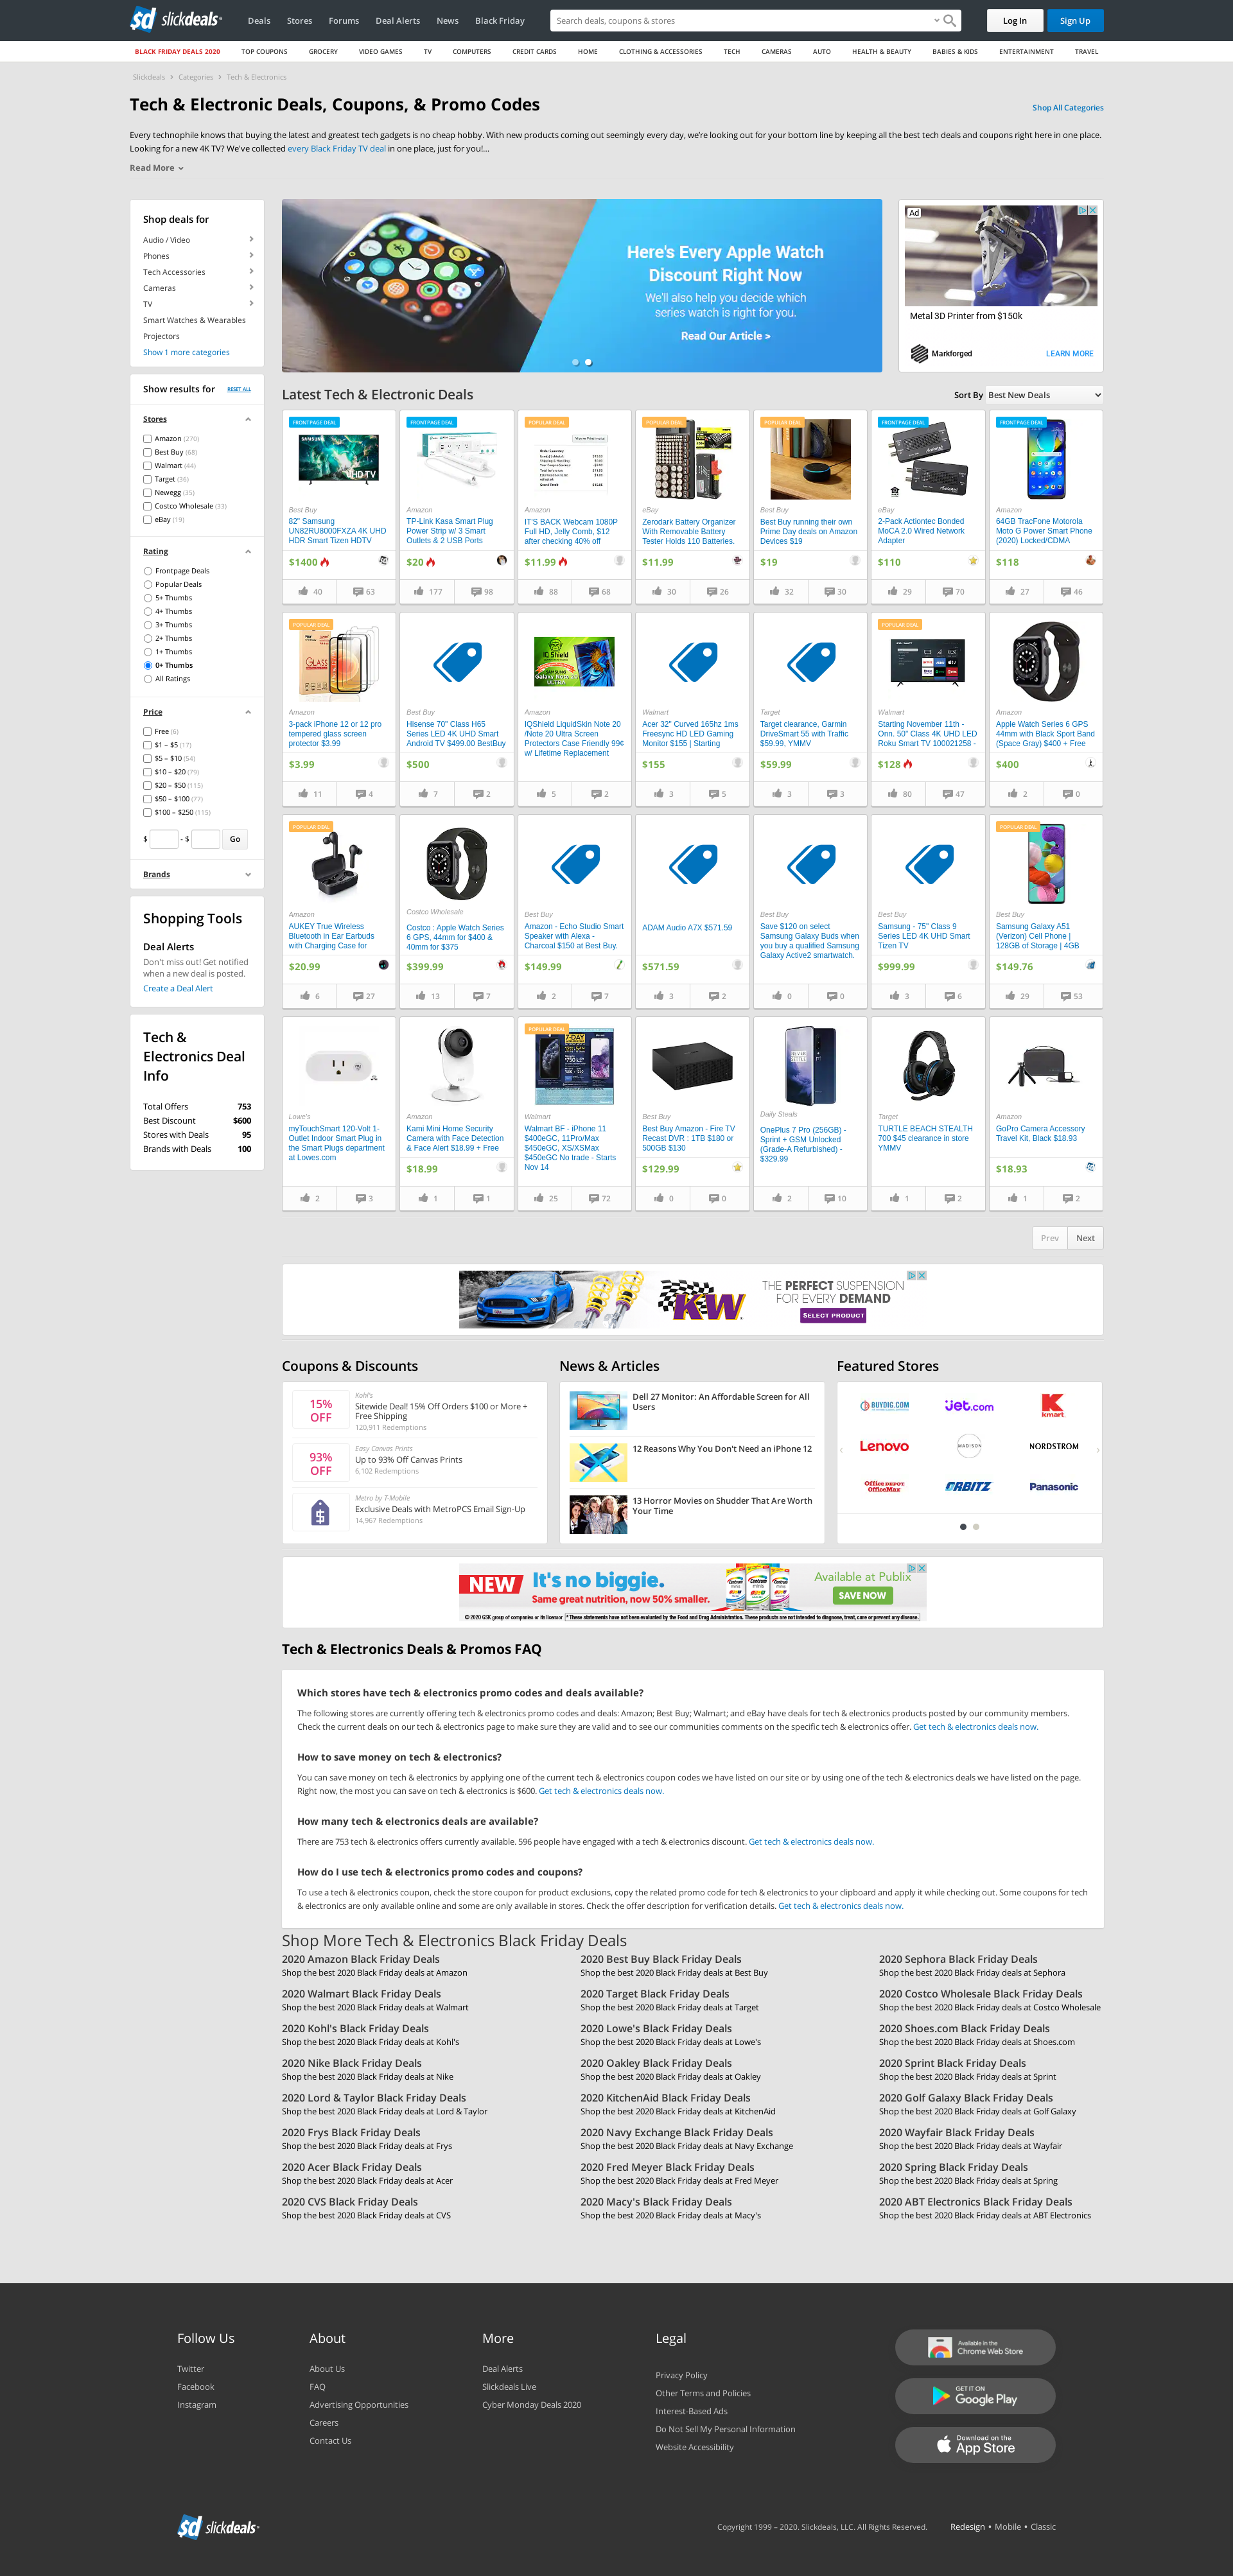 slickdeals
Deals Stores Forums Deal Alerts News Black Friday
Search deals, coupons & stores
Log In Sign Up
BLACK FRIDAY DEALS 2020 TOP COUPONS GROCERY VIDEO GAMES TV COMPUTERS CREDIT CARDS HOME CLOTHING & ACCESSORIES TECH CAMERAS AUTO HEALTH & BEAUTY BABIES & KIDS ENTERTAINMENT TRAVEL
Slickdeals > Categories > Tech & Electronics
Tech & Electronic Deals, Coupons, & Promo Codes
Shop All Categories
Every technophile knows that buying the latest and greatest tech gadgets is no cheap hobby. With new products coming out seemingly every day, we're looking out for your bottom line by keeping all the best tech deals and coupons right here in one place.
Looking for a new 4K TV? We've collected every Black Friday TV deal in one place, just for you!...
Read More
Shop deals for
Audio / Video
Phones
Tech Accessories
Cameras
TV
Smart Watches & Wearables
Projectors
Show 1 more categories
Show results for RESET ALL
Stores
Amazon (270)
Best Buy (68)
Walmart (44)
Target (36)
Newegg (35)
Costco Wholesale (33)
eBay (19)
Rating
Frontpage Deals
Popular Deals
5+ Thumbs
4+ Thumbs
3+ Thumbs
2+ Thumbs
1+ Thumbs
0+ Thumbs
All Ratings
Price
Free (6)
$1 – $5 (17)
$5 – $10 (54)
$10 – $20 (79)
$20 – $50 (115)
$50 – $100 (77)
$100 – $250 (115)
$ - $ Go
Brands
Shopping Tools
Deal Alerts
Don't miss out! Get notified
when a new deal is posted.
Create a Deal Alert
Tech &
Electronics Deal
Info
Total Offers 753
Best Discount $600
Stores with Deals 95
Brands with Deals 100
Here's Every Apple Watch
Discount Right Now
We'll also help you decide which
series watch is right for you.
Read Our Article >
Ad
Metal 3D Printer from $150k
Markforged LEARN MORE
Latest Tech & Electronic Deals
Sort By Best New Deals
FRONTPAGE DEAL
SAMSUNG
UHD TV
Best Buy
82" Samsung
UN82RU8000FXZA 4K UHD
HDR Smart Tizen HDTV
$1400
40 63
FRONTPAGE DEAL
Amazon
TP-Link Kasa Smart Plug
Power Strip w/ 3 Smart
Outlets & 2 USB Ports
$20
177 98
POPULAR DEAL
Amazon
IT'S BACK Webcam 1080P
Full HD, Jelly Comb, $12
after checking 40% off
$11.99
88 68
POPULAR DEAL
eBay
Zerodark Battery Organizer
With Removable Battery
Tester Holds 110 Batteries.
$11.99
30 26
POPULAR DEAL
Best Buy
Best Buy running their own
Prime Day deals on Amazon
Devices $19
$19
32 30
FRONTPAGE DEAL
eBay
2-Pack Actiontec Bonded
MoCA 2.0 Wired Network
Adapter
$110
29 70
FRONTPAGE DEAL
Amazon
64GB TracFone Motorola
Moto G Power Smart Phone
(2020) Locked/CDMA
$118
27 46
POPULAR DEAL
GLASS
Amazon
3-pack iPhone 12 or 12 pro
tempered glass screen
protector $3.99
$3.99
11 4
Best Buy
Hisense 70" Class H65
Series LED 4K UHD Smart
Android TV $499.00 BestBuy
$500
7 2
IQ Shield
Amazon
IQShield LiquidSkin Note 20
/Note 20 Ultra Screen
Protectors Case Friendly 99¢
w/ Lifetime Replacement
5 2
Walmart
Acer 32" Curved 165hz 1ms
Freesync HD LED Gaming
Monitor $155 | Starting
$155
3 5
Target
Target clearance, Garmin
DriveSmart 55 with Traffic
$59.99, YMMV
$59.99
3 3
POPULAR DEAL
Walmart
Starting November 11th -
Onn. 50" Class 4K UHD LED
Roku Smart TV 100021258 -
$128
80 47
Amazon
Apple Watch Series 6 GPS
44mm with Black Sport Band
(Space Gray) $400 + Free
$400
2 0
POPULAR DEAL
Amazon
AUKEY True Wireless
Bluetooth in Ear Earbuds
with Charging Case for
$20.99
6 27
Costco Wholesale
Costco : Apple Watch Series
6 GPS, 44mm for $400 &
40mm for $375
$399.99
13 7
Best Buy
Amazon - Echo Studio Smart
Speaker with Alexa -
Charcoal $150 at Best Buy.
$149.99
2 7
ADAM Audio A7X $571.59
$571.59
3 2
Best Buy
Save $120 on select
Samsung Galaxy Buds when
you buy a qualified Samsung
Galaxy Active2 smartwatch.
0 0
Best Buy
Samsung - 75" Class 9
Series LED 4K UHD Smart
Tizen TV
$999.99
3 6
POPULAR DEAL
Best Buy
Samsung Galaxy A51
(Verizon) Cell Phone |
128GB of Storage | 4GB
$149.76
29 53
Lowe's
myTouchSmart 120-Volt 1-
Outlet Indoor Smart Plug in
the Smart Plugs department
at Lowes.com
2 3
Amazon
Kami Mini Home Security
Camera with Face Detection
& Face Alert $18.99 + Free
$18.99
1 1
POPULAR DEAL
Walmart
Walmart BF - iPhone 11
$400eGC, 11Pro/Max
$450eGC, XS/XSMax
$450eGC No trade - Starts
Nov 14
25 72
Best Buy
Best Buy Amazon - Fire TV
Recast DVR : 1TB $180 or
500GB $130
$129.99
0 0
Daily Steals
OnePlus 7 Pro (256GB) -
Sprint + GSM Unlocked
(Grade-A Refurbished) -
$329.99
2 10
Target
TURTLE BEACH STEALTH
700 $45 clearance in store
YMMV
1 2
Amazon
GoPro Camera Accessory
Travel Kit, Black $18.93
$18.93
1 2
Prev Next
KW
THE PERFECT SUSPENSION
FOR EVERY DEMAND
SELECT PRODUCT
Coupons & Discounts
15%
OFF
Kohl's
Sitewide Deal! 15% Off Orders $100 or More +
Free Shipping
120,911 Redemptions
93%
OFF
Easy Canvas Prints
Up to 93% Off Canvas Prints
6,102 Redemptions
Metro by T-Mobile
Exclusive Deals with MetroPCS Email Sign-Up
14,967 Redemptions
News & Articles
Dell 27 Monitor: An Affordable Screen for All
Users
12 Reasons Why You Don't Need an iPhone 12
13 Horror Movies on Shudder That Are Worth
Your Time
Featured Stores
BUYDIG.COM
Jet.com
kmart
Lenovo
MADISON
NORDSTROM
Office DEPOT
OfficeMax
ORBITZ
Panasonic
NEW It's no biggie.
Same great nutrition, now 50% smaller.
Available at Publix
SAVE NOW
© 2020 GSK group of companies or its licensor *These statements have not been evaluated by the Food and Drug Administration. These products are not intended to diagnose, treat, cure or prevent any disease.
Tech & Electronics Deals & Promos FAQ
Which stores have tech & electronics promo codes and deals available?
The following stores are currently offering tech & electronics promo codes and deals: Amazon; Best Buy; Walmart; and eBay have deals for tech & electronics products posted by our community members.
Check the current deals on our tech & electronics page to make sure they are valid and to see our communities comments on the specific tech & electronics offer. Get tech & electronics deals now.
How to save money on tech & electronics?
You can save money on tech & electronics by applying one of the current tech & electronics coupon codes we have listed on our site or by using one of the tech & electronics deals we have listed on the page.
Right now, the most you can save on tech & electronics is $600. Get tech & electronics deals now.
How many tech & electronics deals are available?
There are 753 tech & electronics offers currently available. 596 people have engaged with a tech & electronics discount. Get tech & electronics deals now.
How do I use tech & electronics promo codes and coupons?
To use a tech & electronics coupon, check the store coupon for product exclusions, copy the related promo code for tech & electronics to your clipboard and apply it while checking out. Some coupons for tech
& electronics are only available online and some are only available in stores. Check the offer description for verification details. Get tech & electronics deals now.
Shop More Tech & Electronics Black Friday Deals
2020 Amazon Black Friday Deals
Shop the best 2020 Black Friday deals at Amazon
2020 Best Buy Black Friday Deals
Shop the best 2020 Black Friday deals at Best Buy
2020 Sephora Black Friday Deals
Shop the best 2020 Black Friday deals at Sephora
2020 Walmart Black Friday Deals
Shop the best 2020 Black Friday deals at Walmart
2020 Target Black Friday Deals
Shop the best 2020 Black Friday deals at Target
2020 Costco Wholesale Black Friday Deals
Shop the best 2020 Black Friday deals at Costco Wholesale
2020 Kohl's Black Friday Deals
Shop the best 2020 Black Friday deals at Kohl's
2020 Lowe's Black Friday Deals
Shop the best 2020 Black Friday deals at Lowe's
2020 Shoes.com Black Friday Deals
Shop the best 2020 Black Friday deals at Shoes.com
2020 Nike Black Friday Deals
Shop the best 2020 Black Friday deals at Nike
2020 Oakley Black Friday Deals
Shop the best 2020 Black Friday deals at Oakley
2020 Sprint Black Friday Deals
Shop the best 2020 Black Friday deals at Sprint
2020 Lord & Taylor Black Friday Deals
Shop the best 2020 Black Friday deals at Lord & Taylor
2020 KitchenAid Black Friday Deals
Shop the best 2020 Black Friday deals at KitchenAid
2020 Golf Galaxy Black Friday Deals
Shop the best 2020 Black Friday deals at Golf Galaxy
2020 Frys Black Friday Deals
Shop the best 2020 Black Friday deals at Frys
2020 Navy Exchange Black Friday Deals
Shop the best 2020 Black Friday deals at Navy Exchange
2020 Wayfair Black Friday Deals
Shop the best 2020 Black Friday deals at Wayfair
2020 Acer Black Friday Deals
Shop the best 2020 Black Friday deals at Acer
2020 Fred Meyer Black Friday Deals
Shop the best 2020 Black Friday deals at Fred Meyer
2020 Spring Black Friday Deals
Shop the best 2020 Black Friday deals at Spring
2020 CVS Black Friday Deals
Shop the best 2020 Black Friday deals at CVS
2020 Macy's Black Friday Deals
Shop the best 2020 Black Friday deals at Macy's
2020 ABT Electronics Black Friday Deals
Shop the best 2020 Black Friday deals at ABT Electronics
Follow Us
Twitter
Facebook
Instagram
About
About Us
FAQ
Advertising Opportunities
Careers
Contact Us
More
Deal Alerts
Slickdeals Live
Cyber Monday Deals 2020
Legal
Privacy Policy
Other Terms and Policies
Interest-Based Ads
Do Not Sell My Personal Information
Website Accessibility
Available in the
Chrome Web Store
GET IT ON
Google Play
Download on the
App Store
slickdeals
Copyright 1999 – 2020. Slickdeals, LLC. All Rights Reserved. Redesign • Mobile • Classic